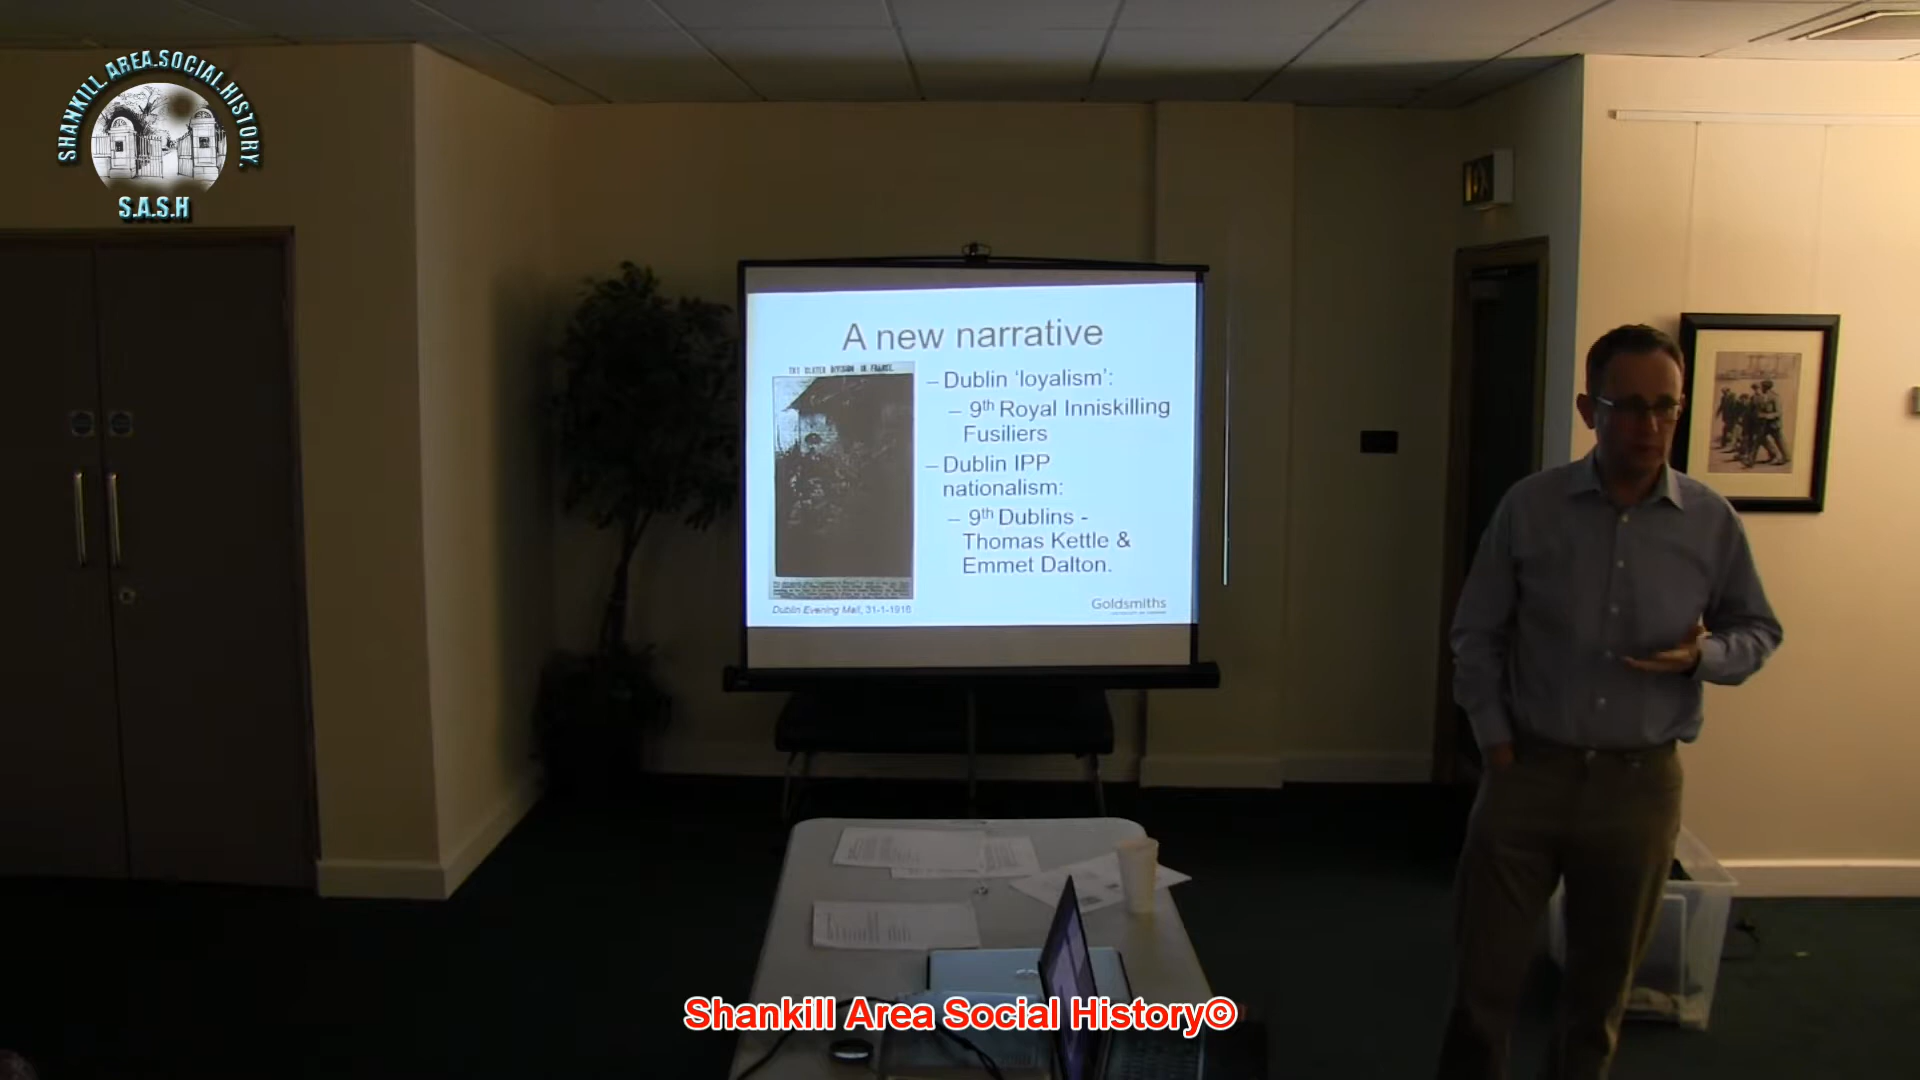 SHANKILL.AREA.SOCIAL.HISTORY.
S.A.S.H
A new narrative
THE ULSTER DIVISION IN FRANCE.
– Dublin ‘loyalism’:
– 9th Royal Inniskilling
Fusiliers
– Dublin IPP
nationalism:
– 9th Dublins -
Thomas Kettle &
Emmet Dalton.
Dublin Evening Mail, 31-1-1916
Goldsmiths
Shankill Area Social History©